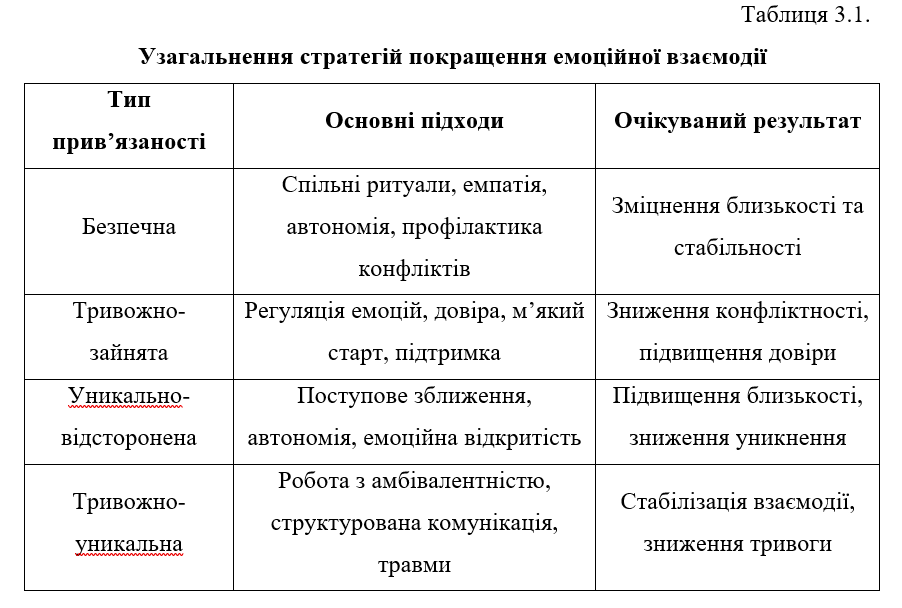 Таблиця 3.1.
Узагальнення стратегій покращення емоційної взаємодії
Тип
прив’язаності
Основні підходи
Очікуваний результат
Безпечна
Спільні ритуали, емпатія,
автономія, профілактика
конфліктів
Зміцнення близькості та
стабільності
Тривожно-
зайнята
Регуляція емоцій, довіра, м’який
старт, підтримка
Зниження конфліктності,
підвищення довіри
Уникально-
відсторонена
Поступове зближення,
автономія, емоційна відкритість
Підвищення близькості,
зниження уникнення
Тривожно-
уникальна
Робота з амбівалентністю,
структурована комунікація,
травми
Стабілізація взаємодії,
зниження тривоги